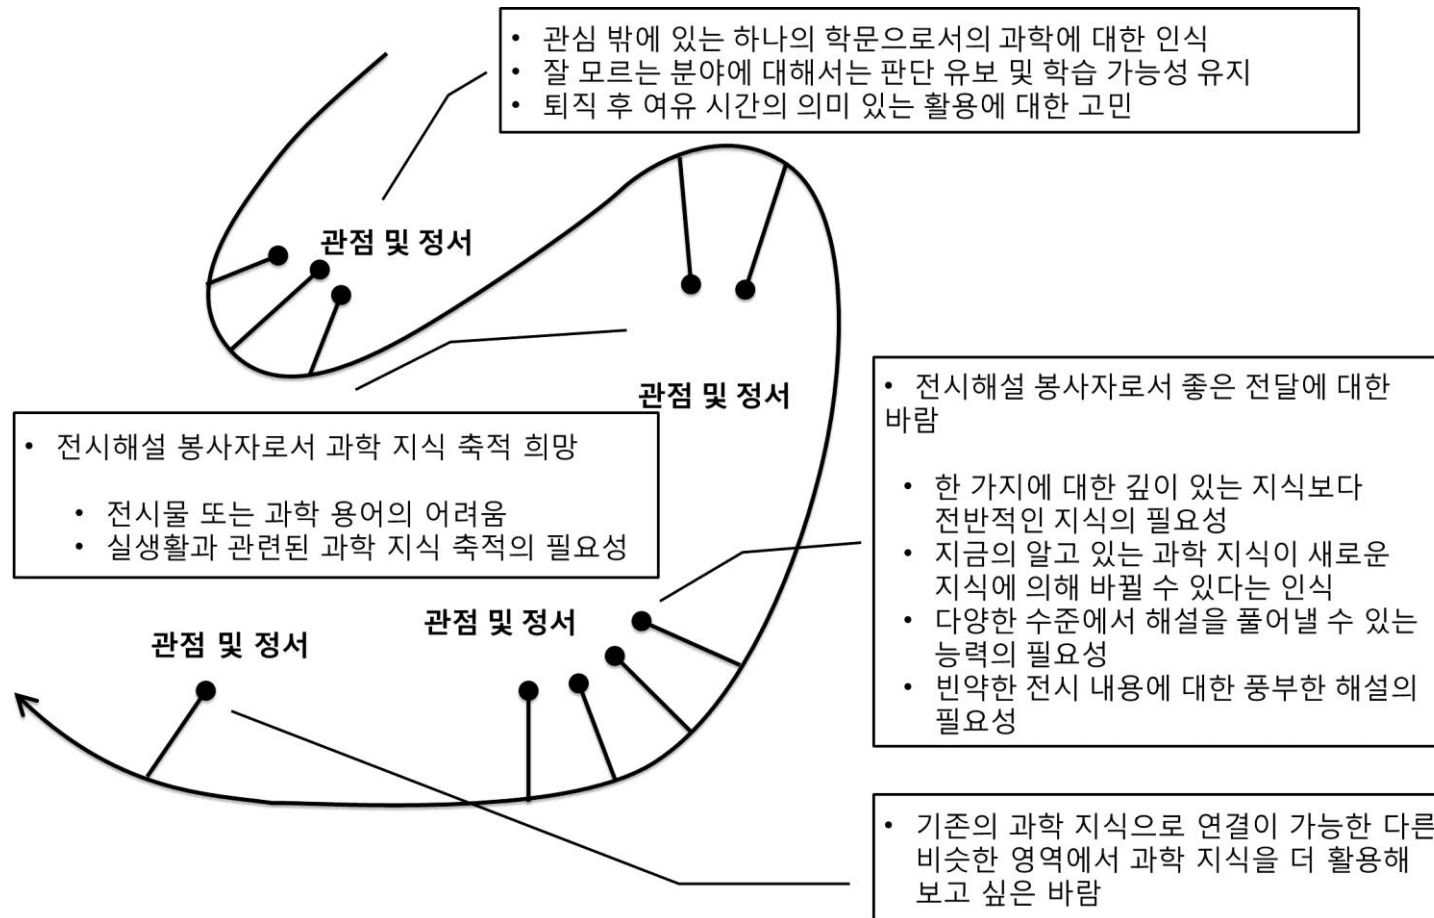 • 관심 밖에 있는 하나의 학문으로서의 과학에 대한 인식
• 잘 모르는 분야에 대해서는 판단 유보 및 학습 가능성 유지
• 퇴직 후 여유 시간의 의미 있는 활용에 대한 고민
관점 및 정서
관점 및 정서
• 전시해설 봉사자로서 과학 지식 축적 희망
• 전시물 또는 과학 용어의 어려움
• 실생활과 관련된 과학 지식 축적의 필요성
• 전시해설 봉사자로서 좋은 전달에 대한
바람
• 한 가지에 대한 깊이 있는 지식보다
전반적인 지식의 필요성
• 지금의 알고 있는 과학 지식이 새로운
지식에 의해 바뀔 수 있다는 인식
• 다양한 수준에서 해설을 풀어낼 수 있는
능력의 필요성
• 빈약한 전시 내용에 대한 풍부한 해설의
필요성
관점 및 정서
관점 및 정서
• 기존의 과학 지식으로 연결이 가능한 다른
비슷한 영역에서 과학 지식을 더 활용해
보고 싶은 바람